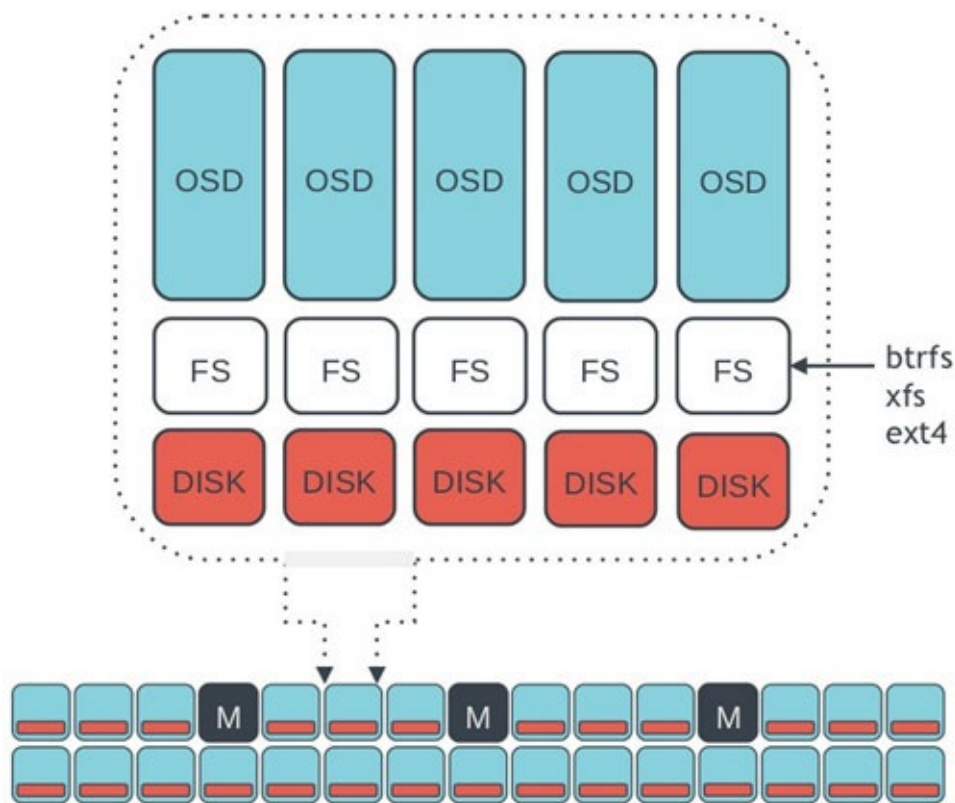 OSD OSD OSD OSD OSD
FS FS FS FS FS
btrfs
xfs
ext4
DISK DISK DISK DISK DISK
M M M